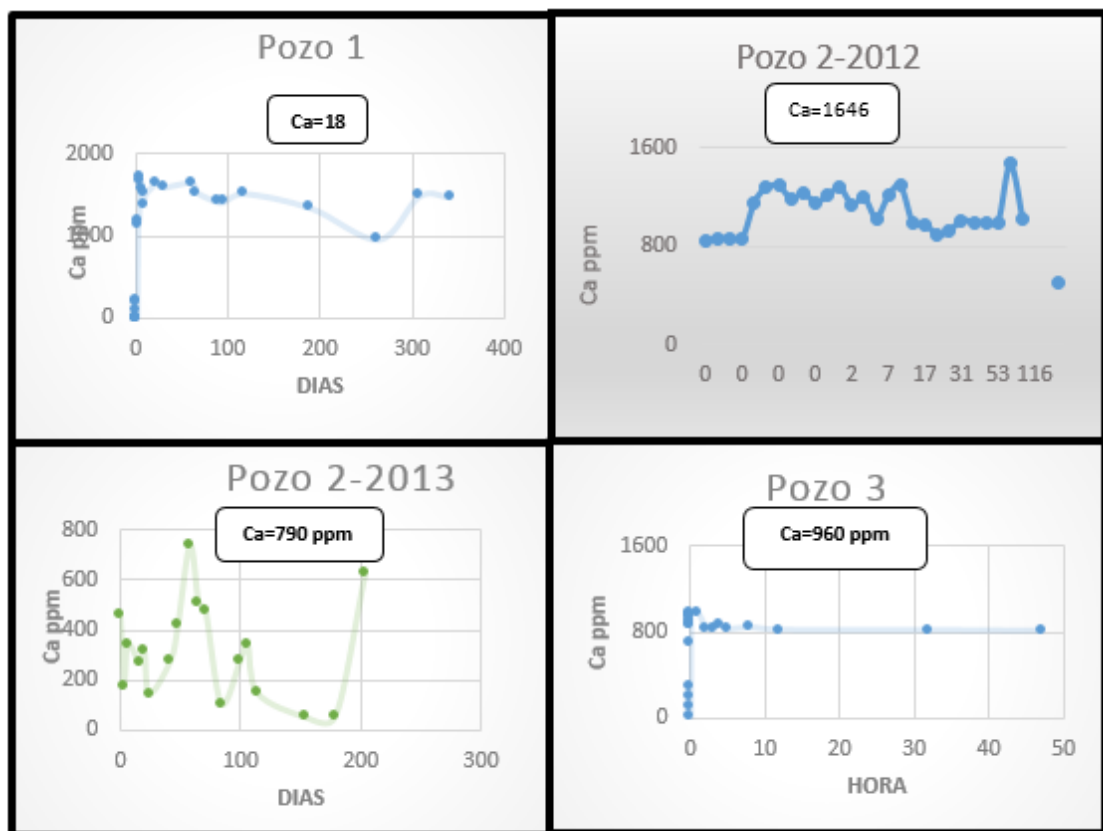 Pozo 1
Ca=18
2000
1000
0
Ca ppm
0 100 200 300 400
DIAS
Pozo 2-2012
Ca=1646
1600
800
0
Ca ppm
0 0 0 0 2 7 17 31 53 116
Pozo 2-2013
Ca=790 ppm
800
600
400
200
0
Ca ppm
0 100 200 300
DIAS
Pozo 3
Ca=960 ppm
1600
800
0
Ca ppm
0 10 20 30 40 50
HORA